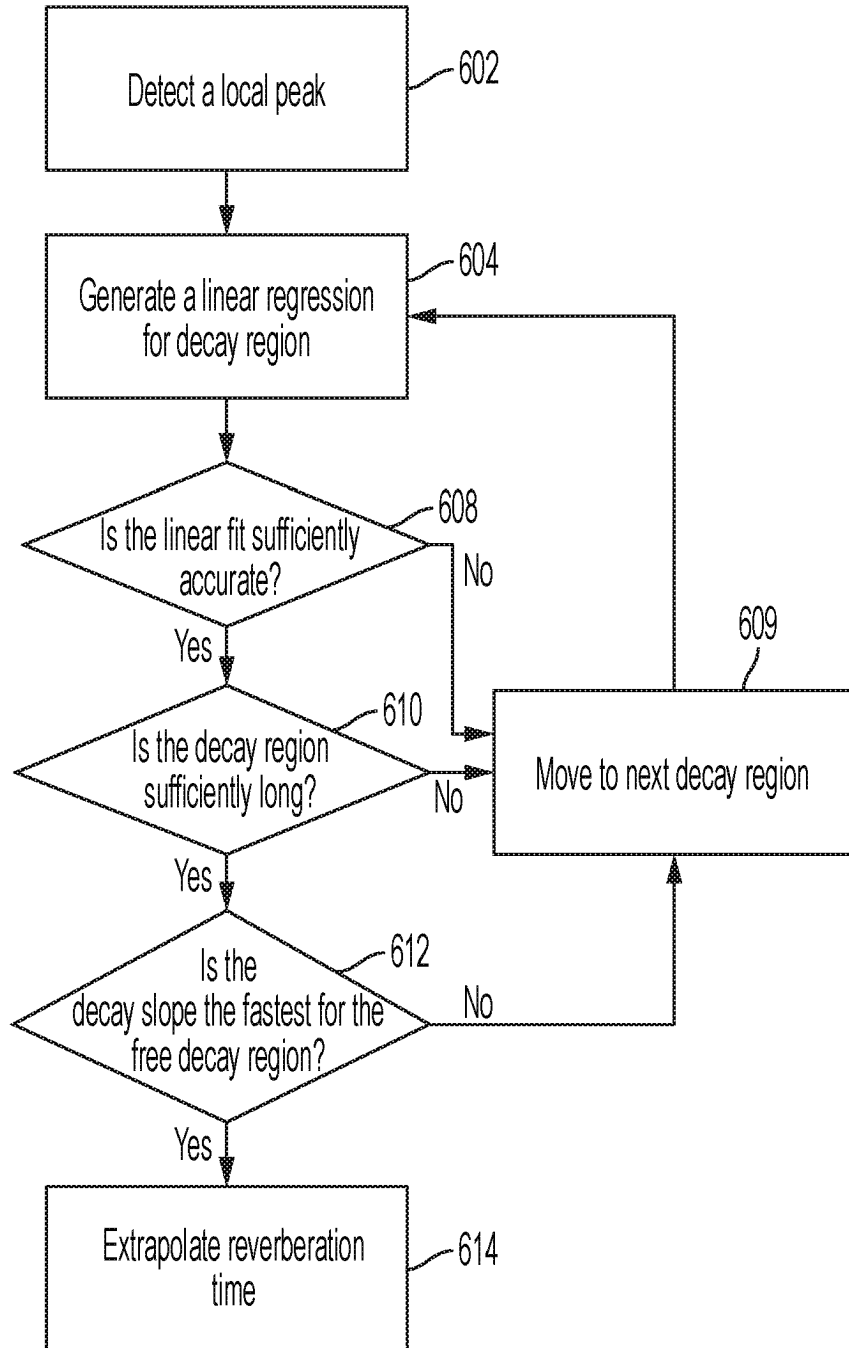 Detect a local peak
602
Generate a linear regression
for decay region
604
Is the linear fit sufficiently
accurate?
608
No
Yes
609
Move to next decay region
Is the decay region
sufficiently long?
610
No
Yes
Is the
decay slope the fastest for the
free decay region?
612
No
Yes
Extrapolate reverberation
time
614